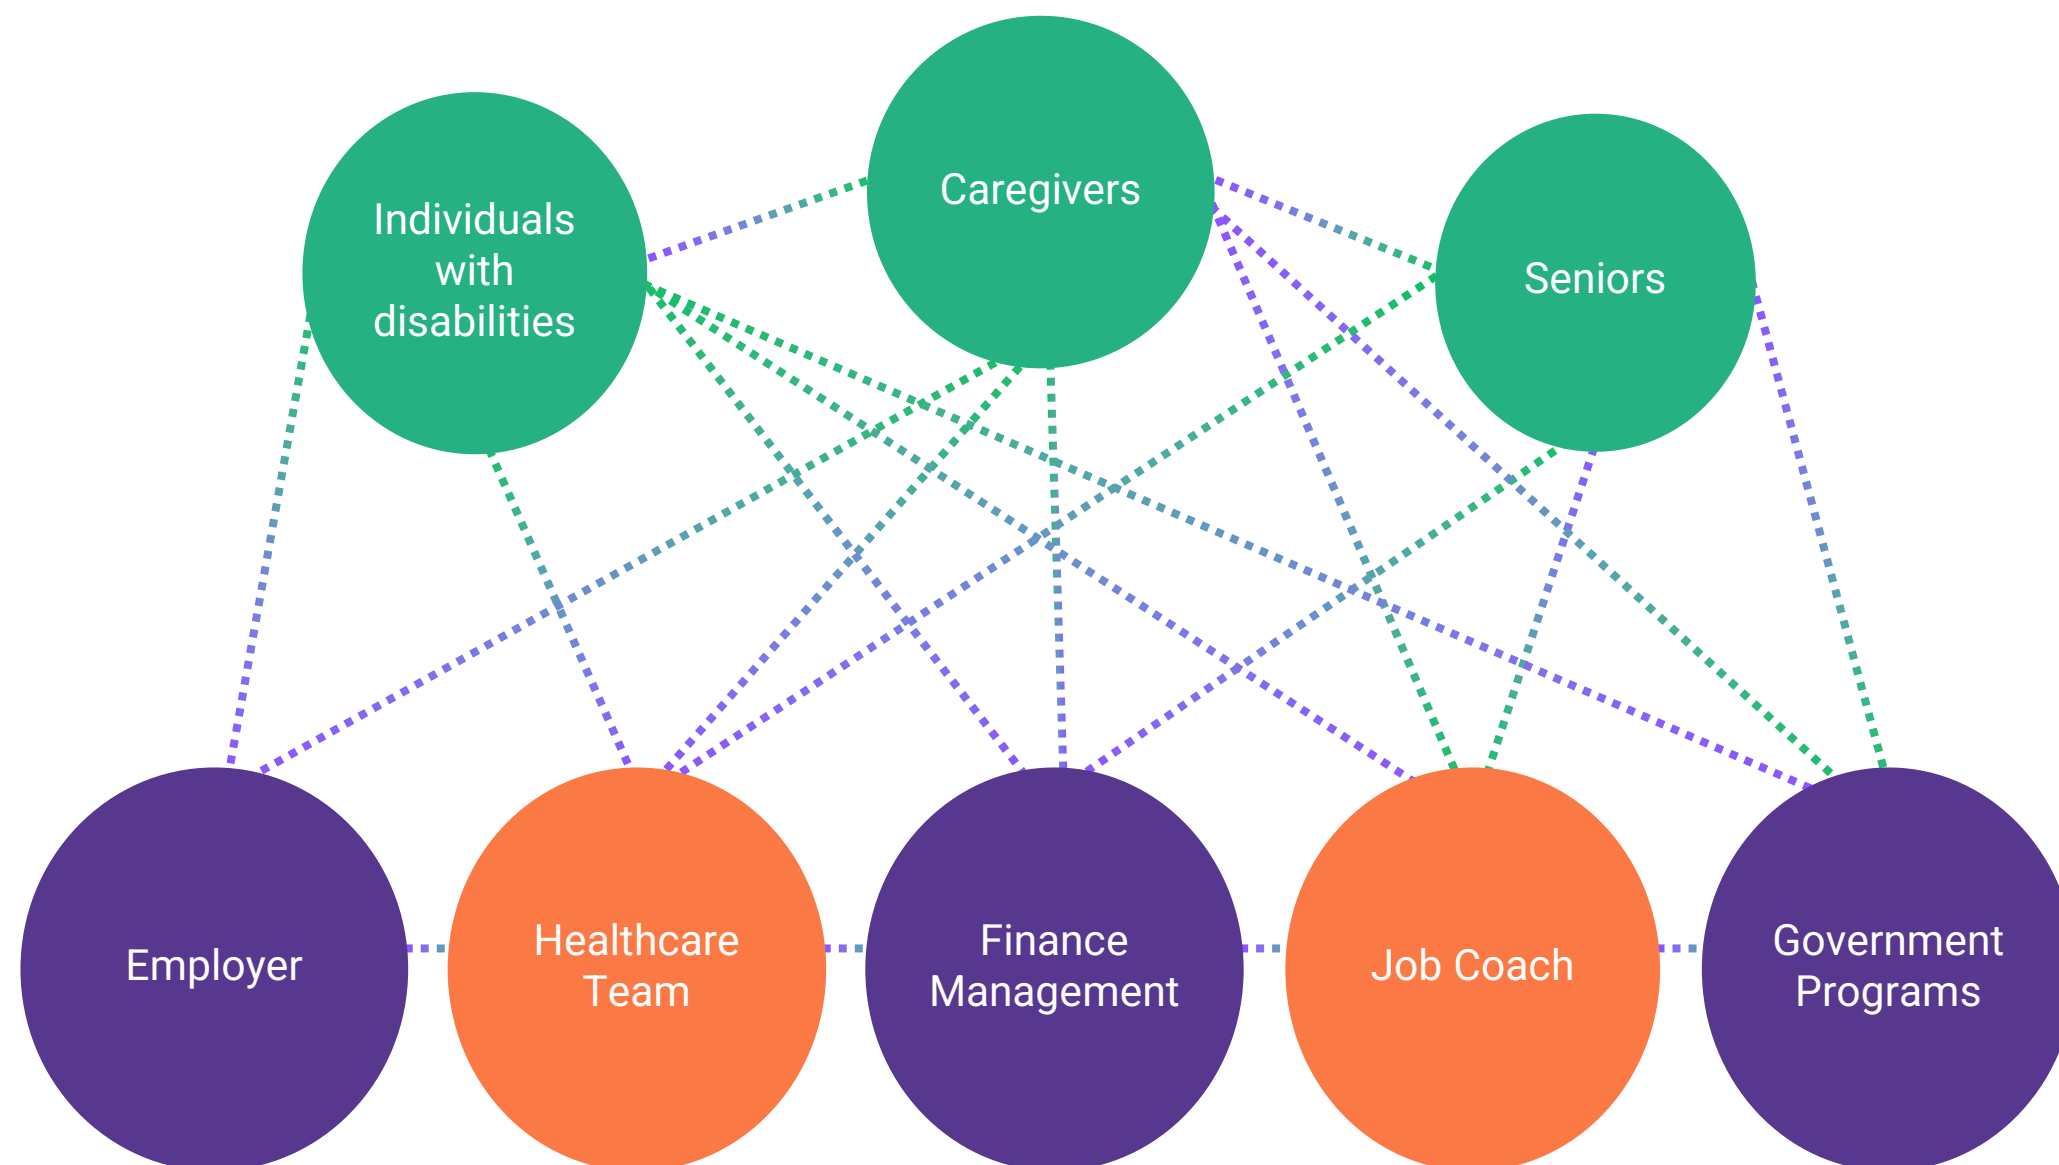 Individuals
with
disabilities
Caregivers
Seniors
Employer
Healthcare
Team
Finance
Management
Job Coach
Government
Programs